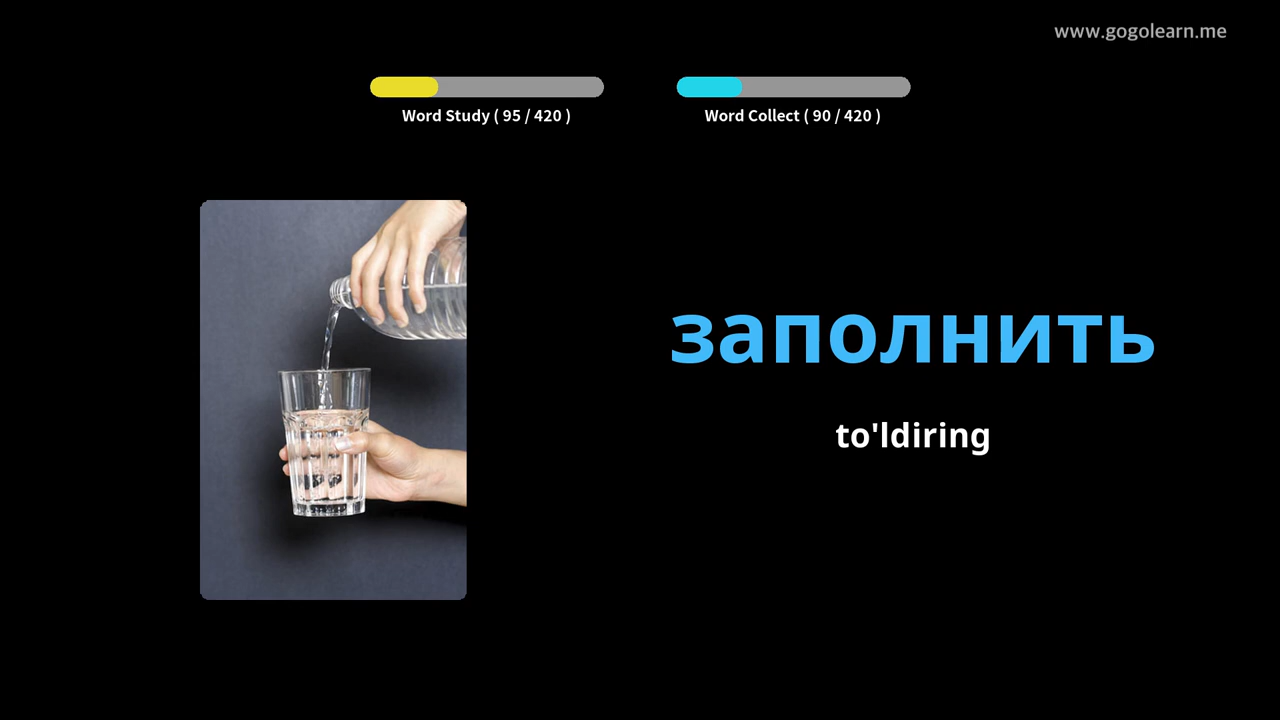 www.gogolearn.me
Word Study ( 95 / 420 )
Word Collect ( 90 / 420 )
заполнить
to'ldiring